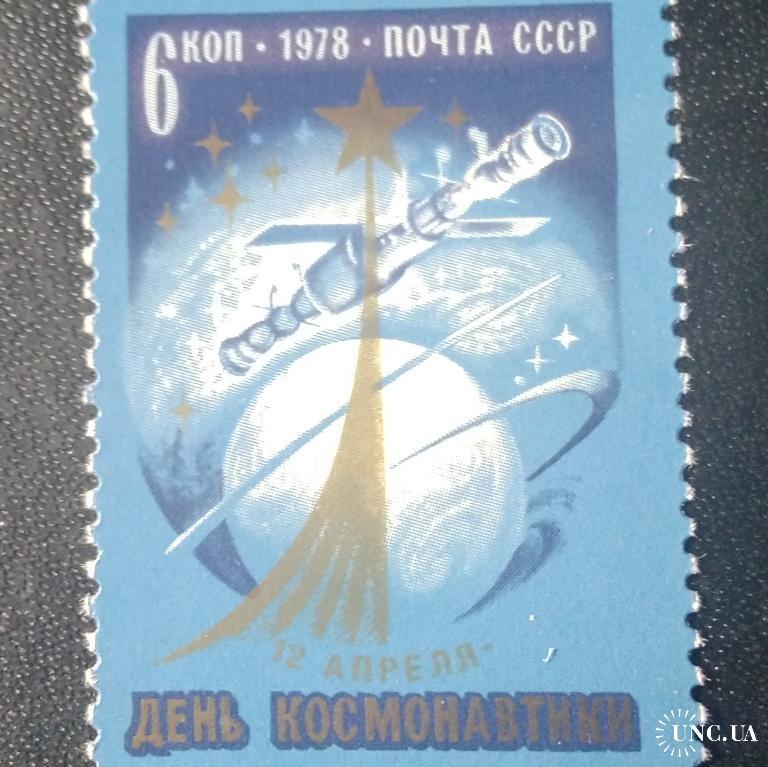 6 КОП · 1978 · ПОЧТА СССР
12 АПРЕЛЯ-
ДЕНЬ КОСМОНАВТИКИ
UNC.UA